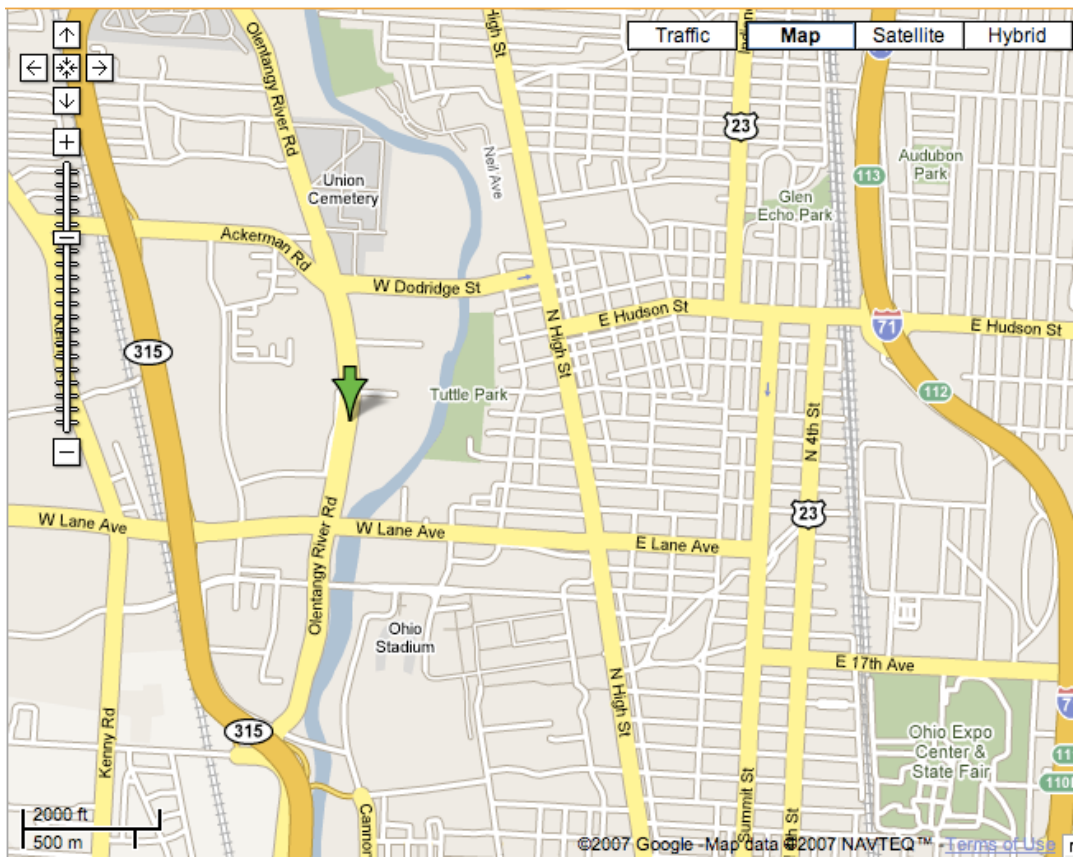 Traffic
Map
Satellite
Hybrid
Olentangy River Rd
High St
23
113
Audubon
Park
Neil Ave
Union
Cemetery
Glen
Echo Park
Ackerman Rd
W Dodridge St
N High St
E Hudson St
71
E Hudson St
315
Tuttle Park
112
N 4th St
W Lane Ave
Olentangy River Rd
W Lane Ave
E Lane Ave
23
Ohio
Stadium
E 17th Ave
N High St
315
Kenny Rd
Ohio Expo
Center &
State Fair
Summit St
2000 ft
500 m
©2007 Google -Map data ©2007 NAVTEQ™ - Terms of Use